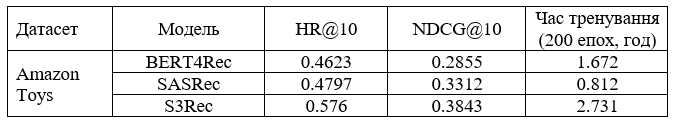 Датасет Модель HR@10 NDCG@10 Час тренування (200 епох, год)
Amazon Toys BERT4Rec 0.4623 0.2855 1.672
SASRec 0.4797 0.3312 0.812
S3Rec 0.576 0.3843 2.731